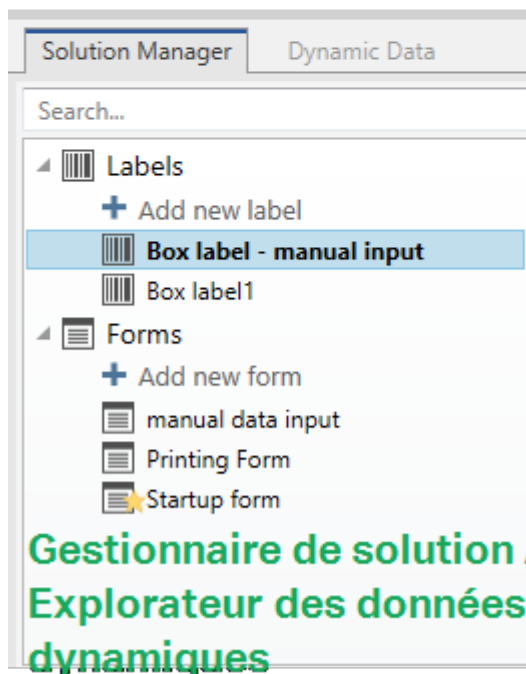 Solution Manager
Dynamic Data
Search...
Labels
Add new label
Box label - manual input
Box label1
Forms
Add new form
manual data input
Printing Form
Startup form
Gestionnaire de solution
Explorateur des données
dynamiques